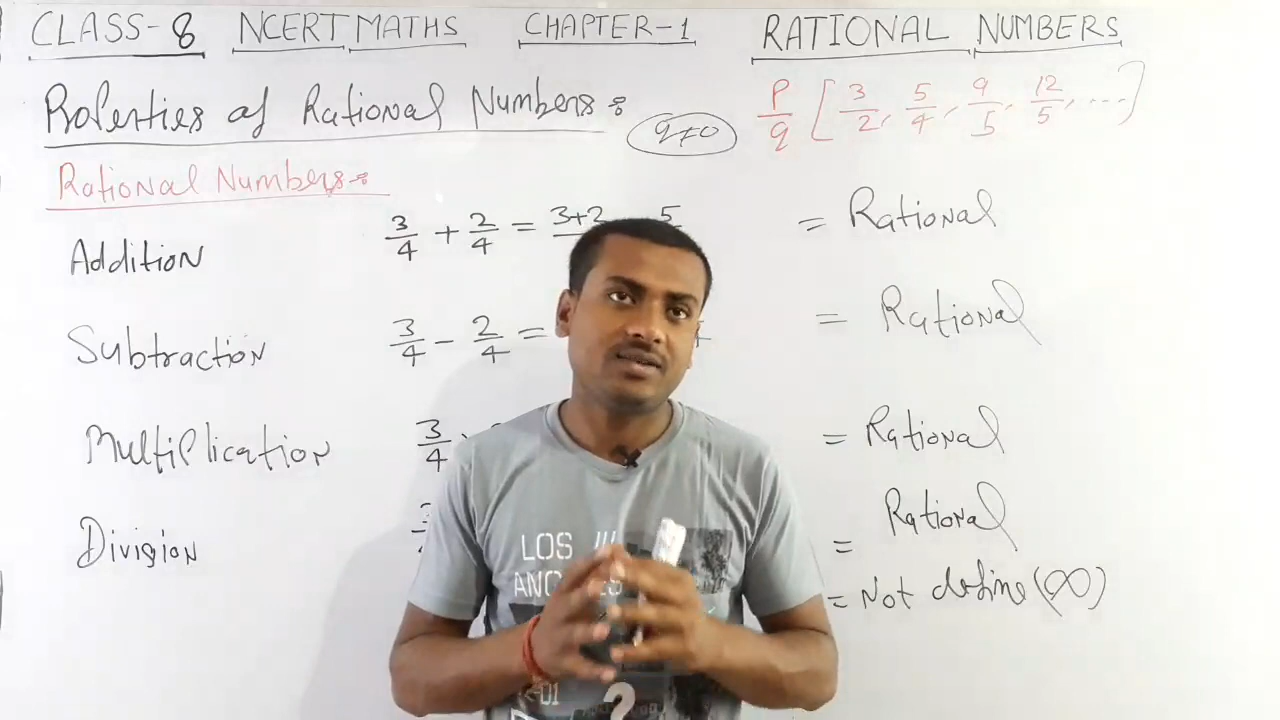 CLASS-8 NCERT MATHS CHAPTER-1 RATIONAL NUMBERS
Properties of Rational Numbers:
q≠0
p/q [3/2, 5/4, 9/5, 12/5, ....]
Rational Numbers:
Addition 3/4 + 2/4 = 3+2 5 = Rational
Subtraction 3/4 - 2/4 = = Rational
Multiplication 3/4 = Rational
Division = Rational
= Not define (∞)
LOS ///
ANGELES